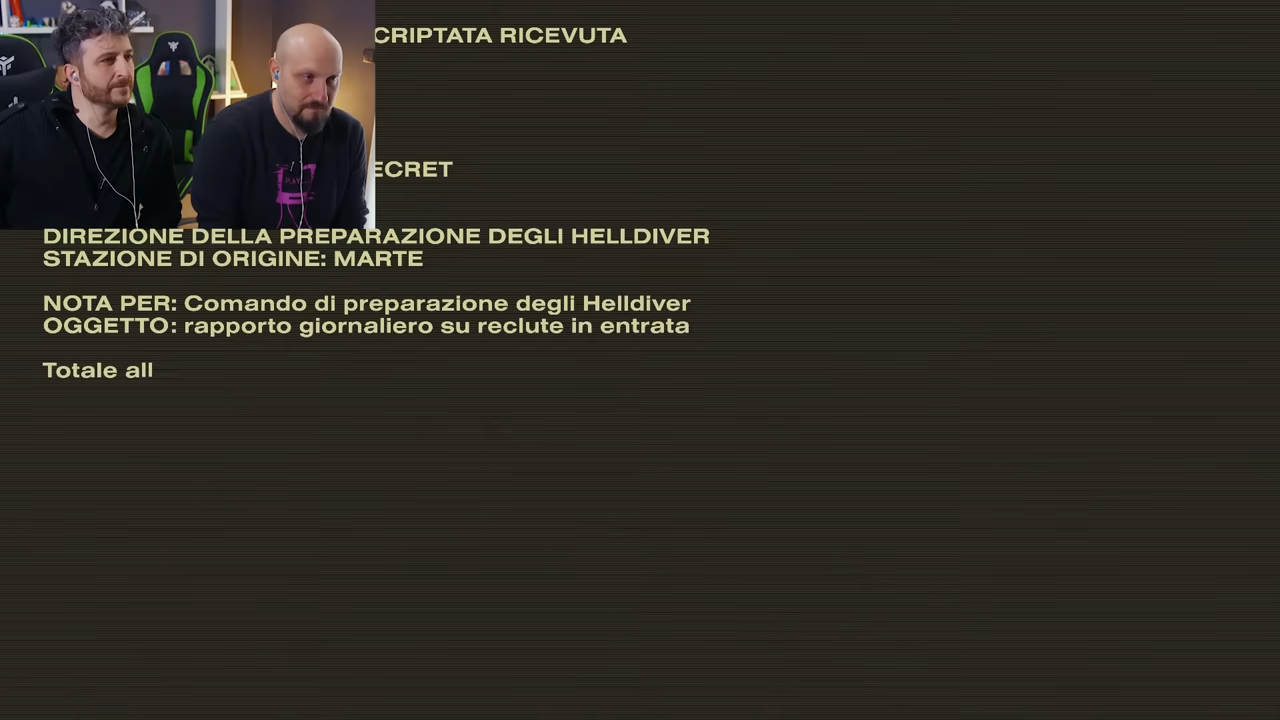 CRIPTATA RICEVUTA
ECRET
DIREZIONE DELLA PREPARAZIONE DEGLI HELLDIVER
STAZIONE DI ORIGINE: MARTE
NOTA PER: Comando di preparazione degli Helldiver
OGGETTO: rapporto giornaliero su reclute in entrata
Totale all